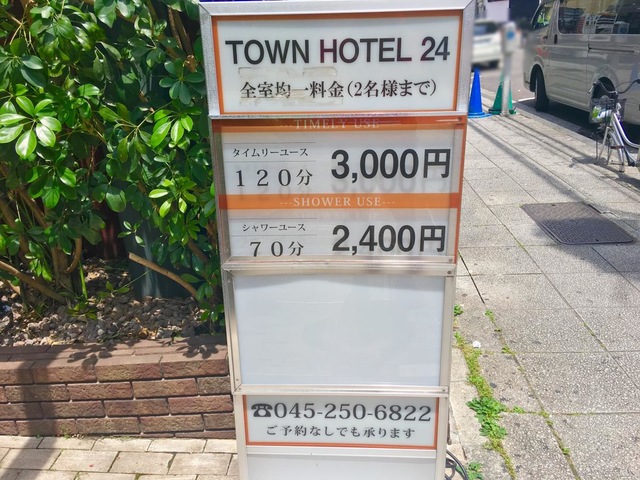 TOWN HOTEL 24
全室均一料金(2名様まで)
TIMELY USE
タイムリーユース
120分 3,000円
---SHOWER USE---
シャワーユース
70分 2,400円
☎045-250-6822
ご予約なしでも承ります